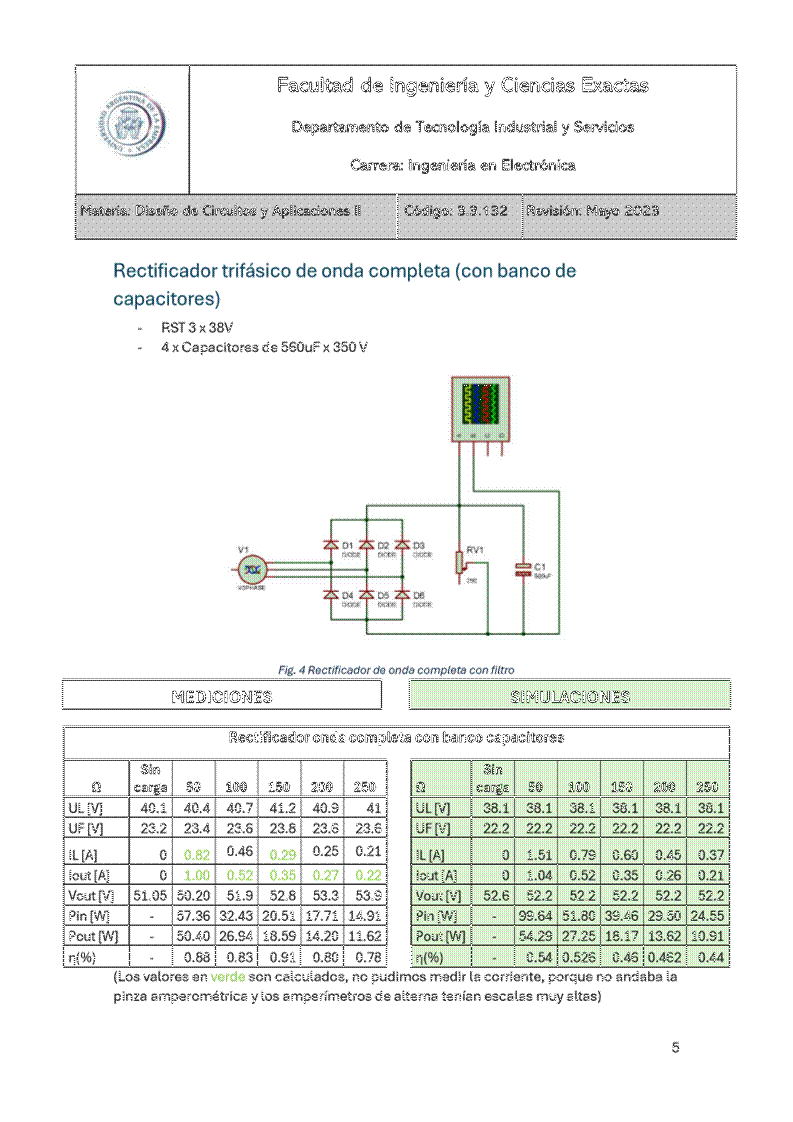 UNIVERSIDAD ARGENTINA DE LA EMPRESA
Facultad de Ingeniería y Ciencias Exactas
Departamento de Tecnología Industrial y Servicios
Carrera: Ingeniería en Electrónica
Materia: Diseño de Circuitos y Aplicaciones II Código: 3.3.132 Revisión: Mayo 2023
Rectificador trifásico de onda completa (con banco de
capacitores)
- RST 3 x 38V
- 4 x Capacitores de 560uF x 350 V
A B C D
V1
V3PHASE
D1 D2 D3
DIODE DIODE DIODE
RV1
250
C1
560uF
D4 D5 D6
DIODE DIODE DIODE
Fig. 4 Rectificador de onda completa con filtro
MEDICIONES SIMULACIONES
Rectificador onda completa con banco capacitores
Ω Sin carga 50 100 150 200 250 Ω Sin carga 50 100 150 200 250
UL [V] 40.1 40.4 40.7 41.2 40.9 41 UL [V] 38.1 38.1 38.1 38.1 38.1 38.1
UF [V] 23.2 23.4 23.6 23.8 23.6 23.6 UF [V] 22.2 22.2 22.2 22.2 22.2 22.2
IL [A] 0 0.82 0.46 0.29 0.25 0.21 IL [A] 0 1.51 0.79 0.60 0.45 0.37
Iout [A] 0 1.00 0.52 0.35 0.27 0.22 Iout [A] 0 1.04 0.52 0.35 0.26 0.21
Vout [V] 51.05 50.20 51.9 52.8 53.3 53.9 Vout [V] 52.6 52.2 52.2 52.2 52.2 52.2
Pin [W] - 57.36 32.43 20.51 17.71 14.91 Pin [W] - 99.64 51.80 39.46 29.50 24.55
Pout [W] - 50.40 26.94 18.59 14.20 11.62 Pout [W] - 54.29 27.25 18.17 13.62 10.91
η(%) - 0.88 0.83 0.91 0.80 0.78 η(%) - 0.54 0.526 0.46 0.462 0.44
(Los valores en verde son calculados, no pudimos medir la corriente, porque no andaba la
pinza amperométrica y los amperímetros de alterna tenían escalas muy altas)
5